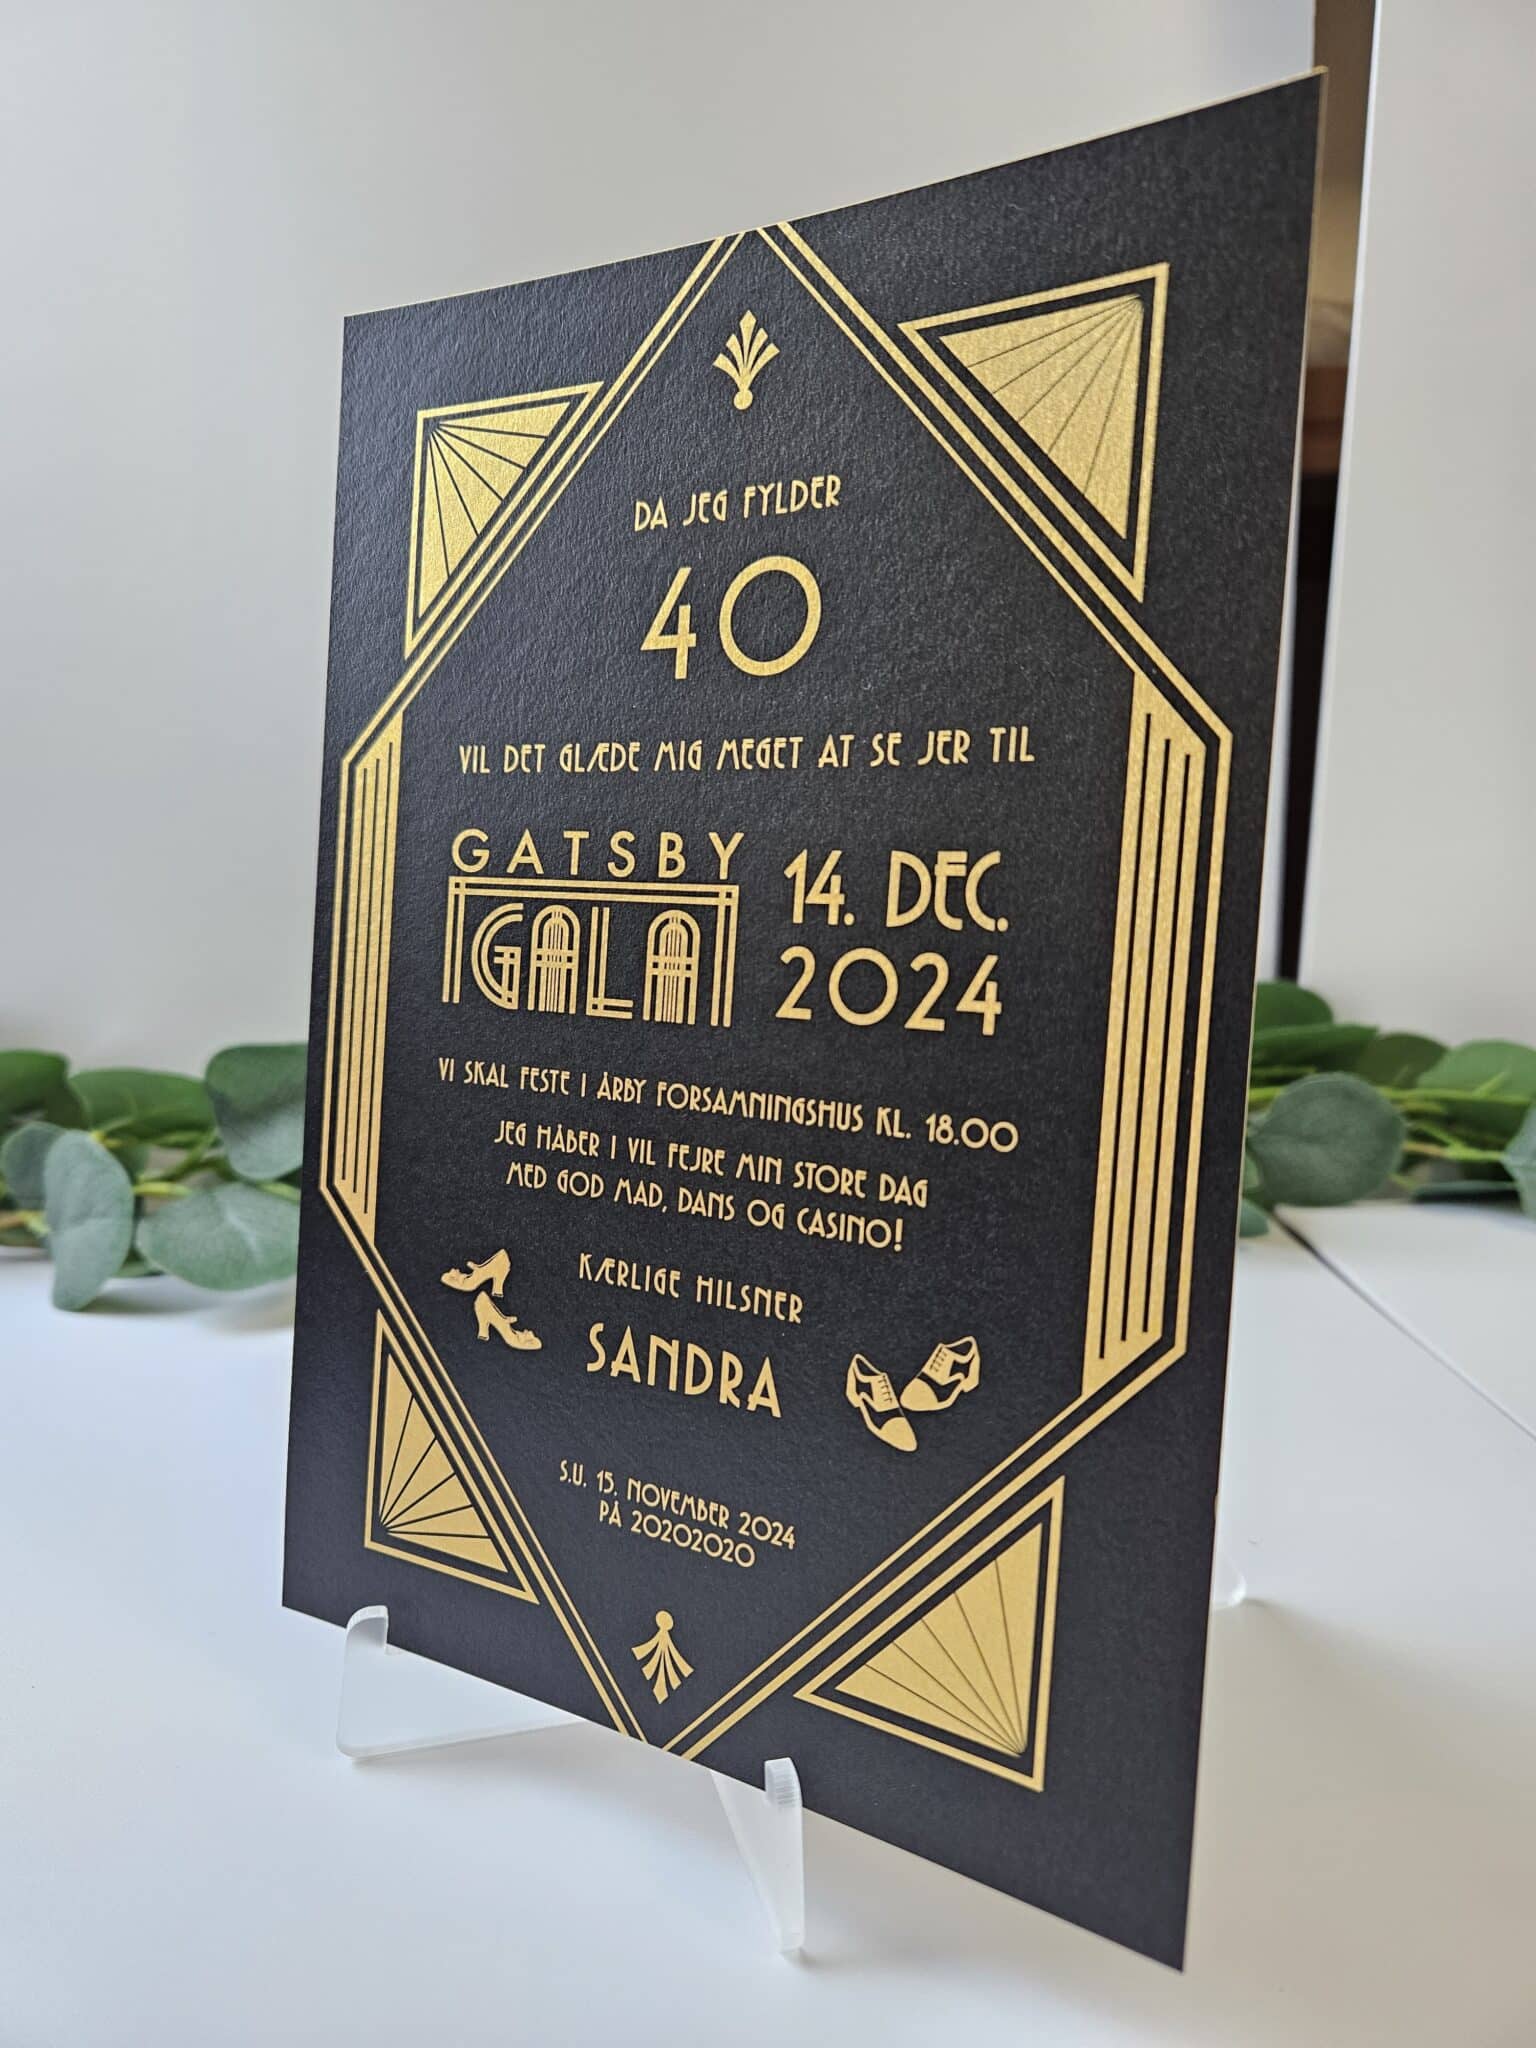 DA JEG FYLDER
40
VIL DET GLÆDE MIG MEGET AT SE JER TIL
GATSBY
GALA
14. DEC.
2024
VI SKAL FESTE I ÅRBY FORSAMNINGSHUS KL. 18.00
JEG HÅBER I VIL FEJRE MIN STORE DAG
MED GOD MAD, DANS OG CASINO!
KÆRLIGE HILSNER
SANDRA
S.U. 15. NOVEMBER 2024
PÅ 20202020